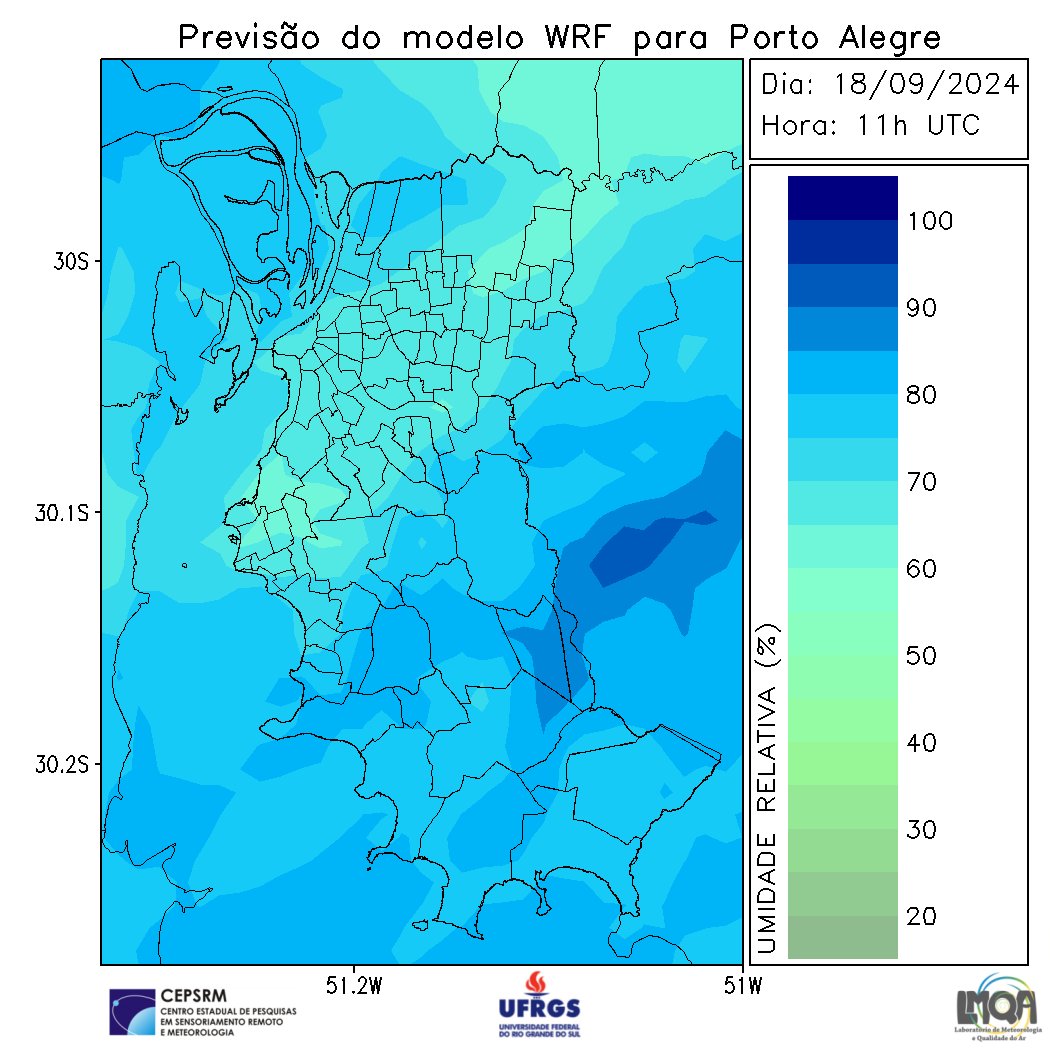 Previsão do modelo WRF para Porto Alegre
Dia: 18/09/2024
Hora: 11h UTC
30S
30.1S
30.2S
51.2W
51W
UMIDADE RELATIVA (%)
100
90
80
70
60
50
40
30
20
CEPSRM
CENTRO ESTADUAL DE PESQUISAS
EM SENSORIAMENTO REMOTO
E METEOROLOGIA
UFRGS
UNIVERSIDADE FEDERAL
DO RIO GRANDE DO SUL
LMQA
Laboratório de Meteorologia
e Qualidade do Ar